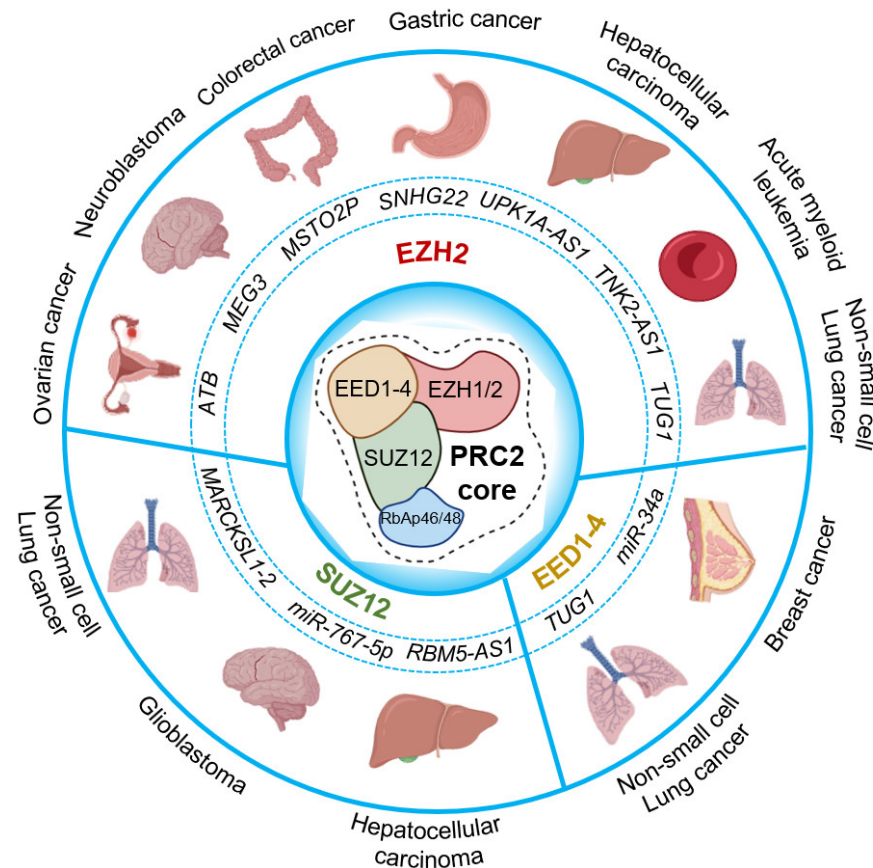 Gastric cancer
Colorectal cancer
Hepatocellular
carcinoma
Neuroblastoma
Acute myeloid
leukemia
Ovarian cancer
Non-small cell
Lung cancer
ATB
MEG3
MSTO2P
SNHG22
UPK1A-AS1
TNK2-AS1
TUG1
EZH2
EED1-4
EZH1/2
SUZ12
PRC2
core
RbAp46/48
MARCKSL1-2
miR-767-5p
RBM5-AS1
SUZ12
EED1-4
TUG1
miR-34a
Non-small cell
Lung cancer
Glioblastoma
Hepatocellular
carcinoma
Non-small cell
Lung cancer
Breast cancer